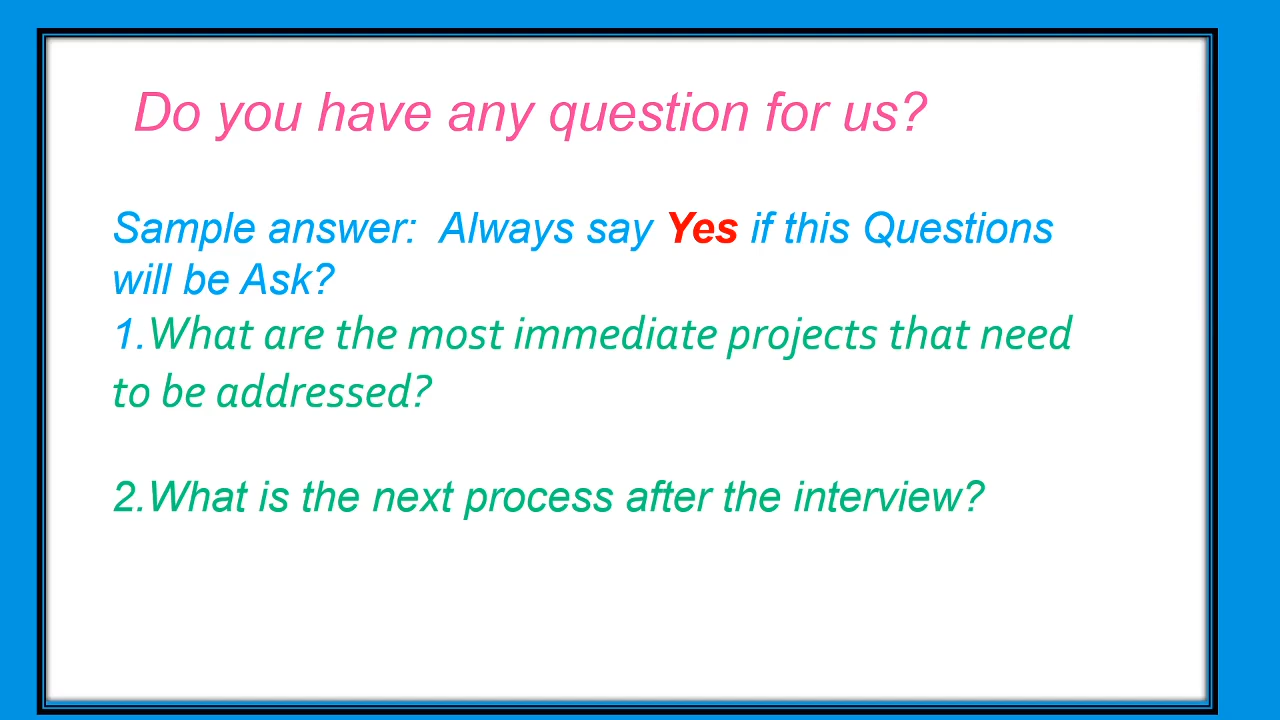 Do you have any question for us?
Sample answer:  Always say Yes if this Questions
will be Ask?
1.What are the most immediate projects that need
to be addressed?
2.What is the next process after the interview?